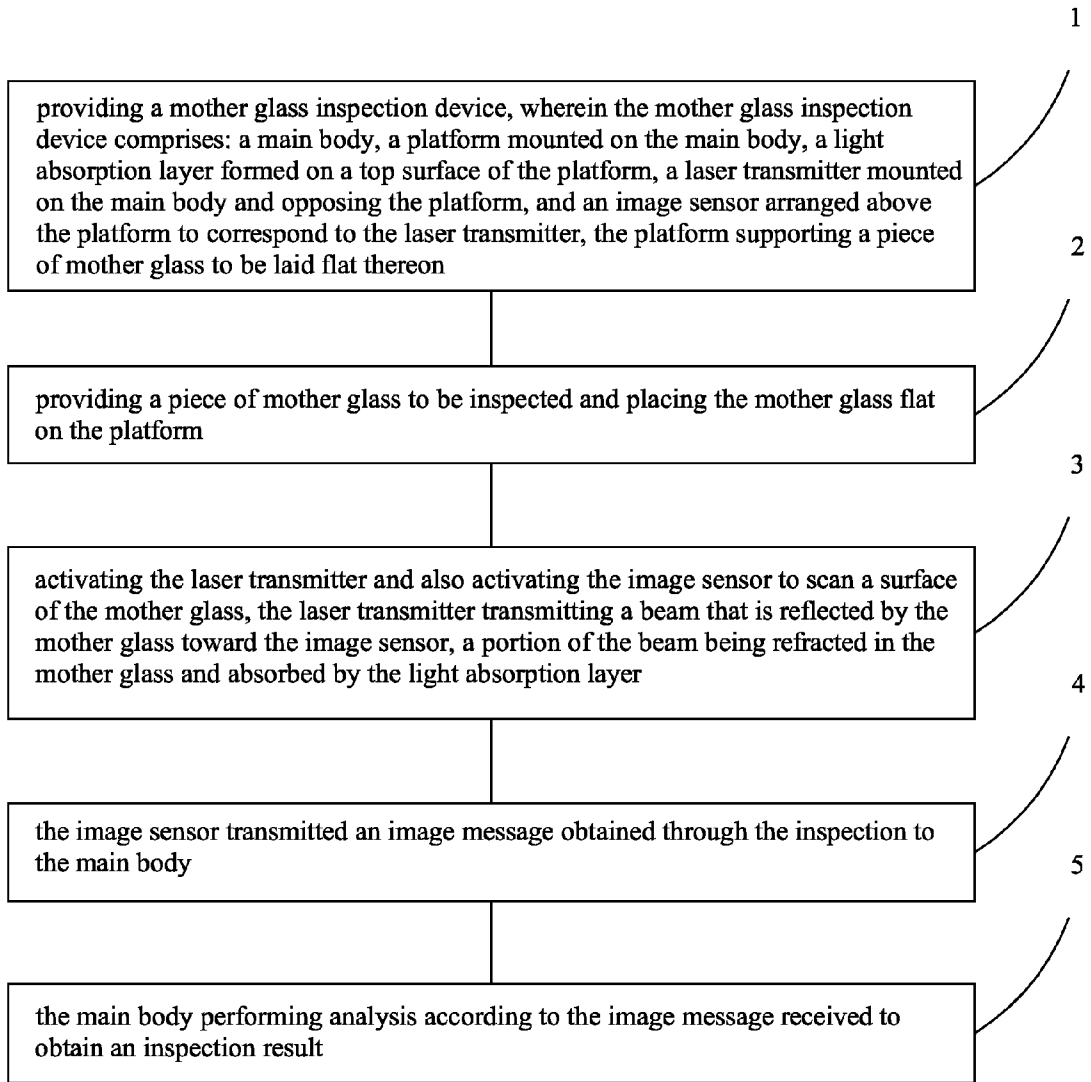 1
providing a mother glass inspection device, wherein the mother glass inspection
device comprises: a main body, a platform mounted on the main body, a light
absorption layer formed on a top surface of the platform, a laser transmitter mounted
on the main body and opposing the platform, and an image sensor arranged above
the platform to correspond to the laser transmitter, the platform supporting a piece
of mother glass to be laid flat thereon
2
providing a piece of mother glass to be inspected and placing the mother glass flat
on the platform
3
activating the laser transmitter and also activating the image sensor to scan a surface
of the mother glass, the laser transmitter transmitting a beam that is reflected by the
mother glass toward the image sensor, a portion of the beam being refracted in the
mother glass and absorbed by the light absorption layer
4
the image sensor transmitted an image message obtained through the inspection to
the main body
5
the main body performing analysis according to the image message received to
obtain an inspection result